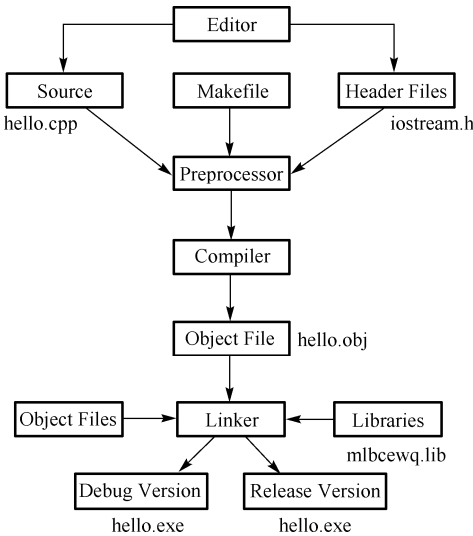 Editor
Source
Makefile
Header Files
hello.cpp
iostream.h
Preprocessor
Compiler
Object File
hello.obj
Object Files
Linker
Libraries
mlbcewq.lib
Debug Version
Release Version
hello.exe
hello.exe